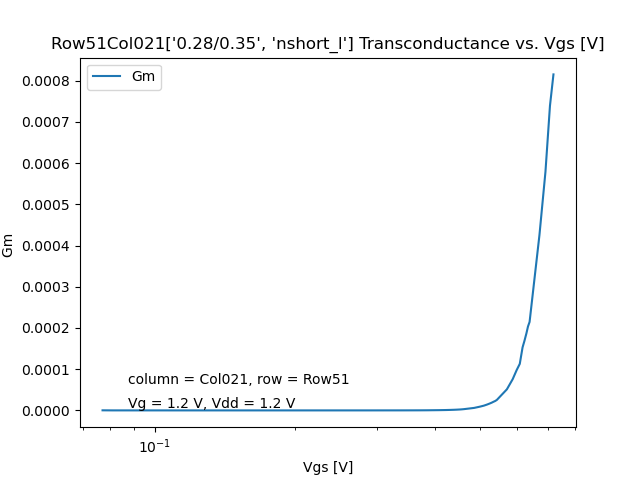 Row51Col021['0.28/0.35', 'nshort_l'] Transconductance vs. Vgs [V]
Gm
0.0008
0.0007
0.0006
0.0005
0.0004
0.0003
0.0002
0.0001
0.0000
Gm
column = Col021, row = Row51
Vg = 1.2 V, Vdd = 1.2 V
10⁻¹
Vgs [V]